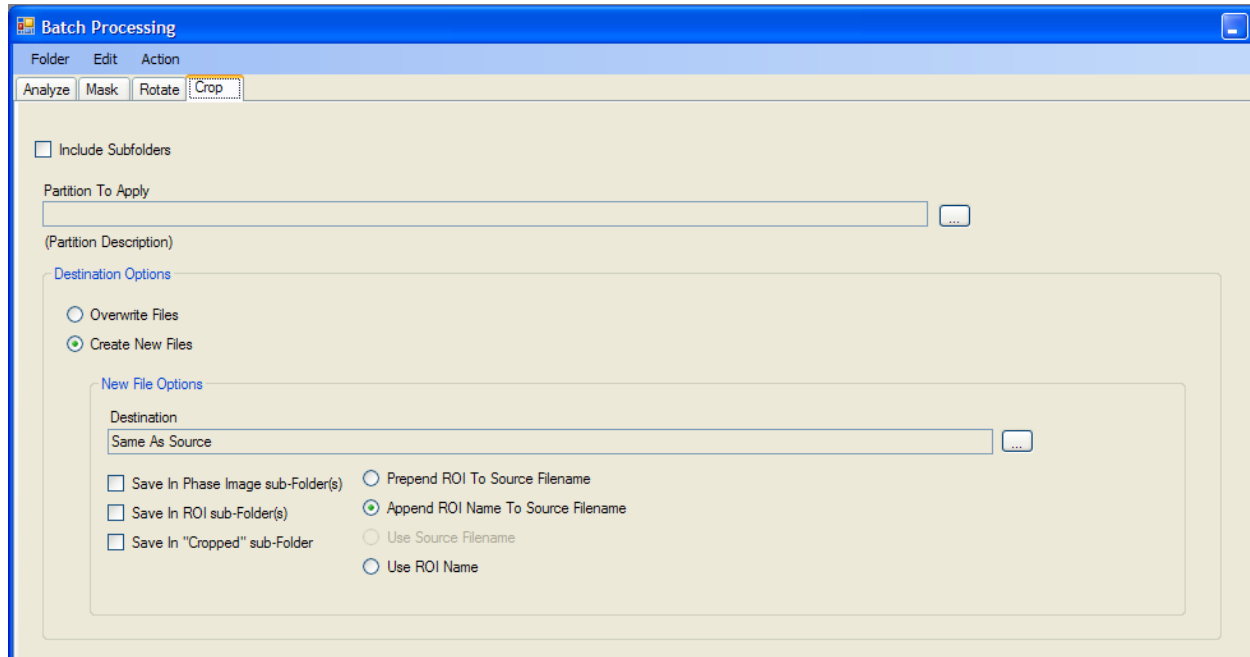 Batch Processing
Folder Edit Action
Analyze Mask Rotate Crop
Include Subfolders
Partition To Apply
...
(Partition Description)
Destination Options
Overwrite Files
Create New Files
New File Options
Destination
Same As Source ...
Save In Phase Image sub-Folder(s) Prepend ROI To Source Filename
Save In ROI sub-Folder(s) Append ROI Name To Source Filename
Save In "Cropped" sub-Folder Use Source Filename
Use ROI Name